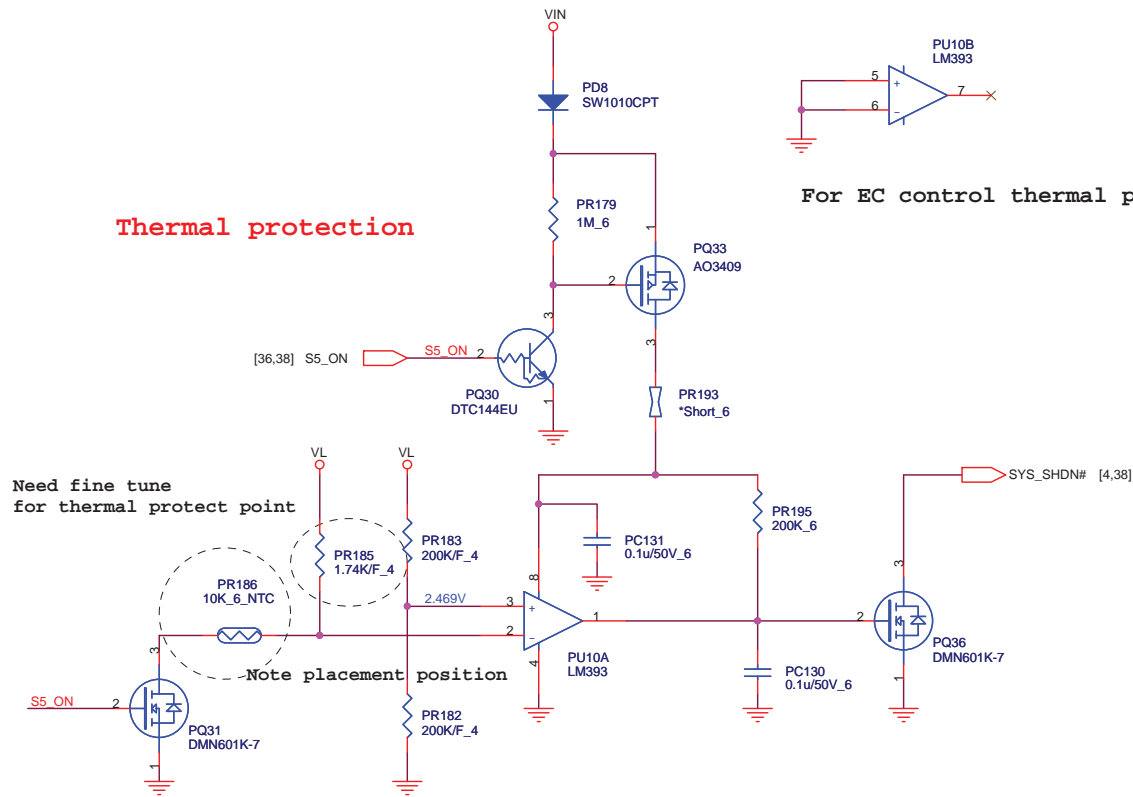 VIN
PD8
SW1010CPT
PU10B
LM393
5
+
6
-
7
For EC control thermal p
Thermal protection
PR179
1M_6
1
PQ33
AO3409
2
3
3
[36,38] S5_ON
S5_ON
2
PQ30
DTC144EU
1
PR193
*Short_6
VL
VL
SYS_SHDN# [4,38]
Need fine tune
for thermal protect point
PR183
200K/F_4
PR185
1.74K/F_4
PR195
200K_6
PC131
0.1u/50V_6
PR186
10K_6_NTC
2.469V
8
3
+
2
-
1
4
PU10A
LM393
3
2
PQ36
DMN601K-7
1
PC130
0.1u/50V_6
Note placement position
3
S5_ON
2
PQ31
DMN601K-7
1
PR182
200K/F_4